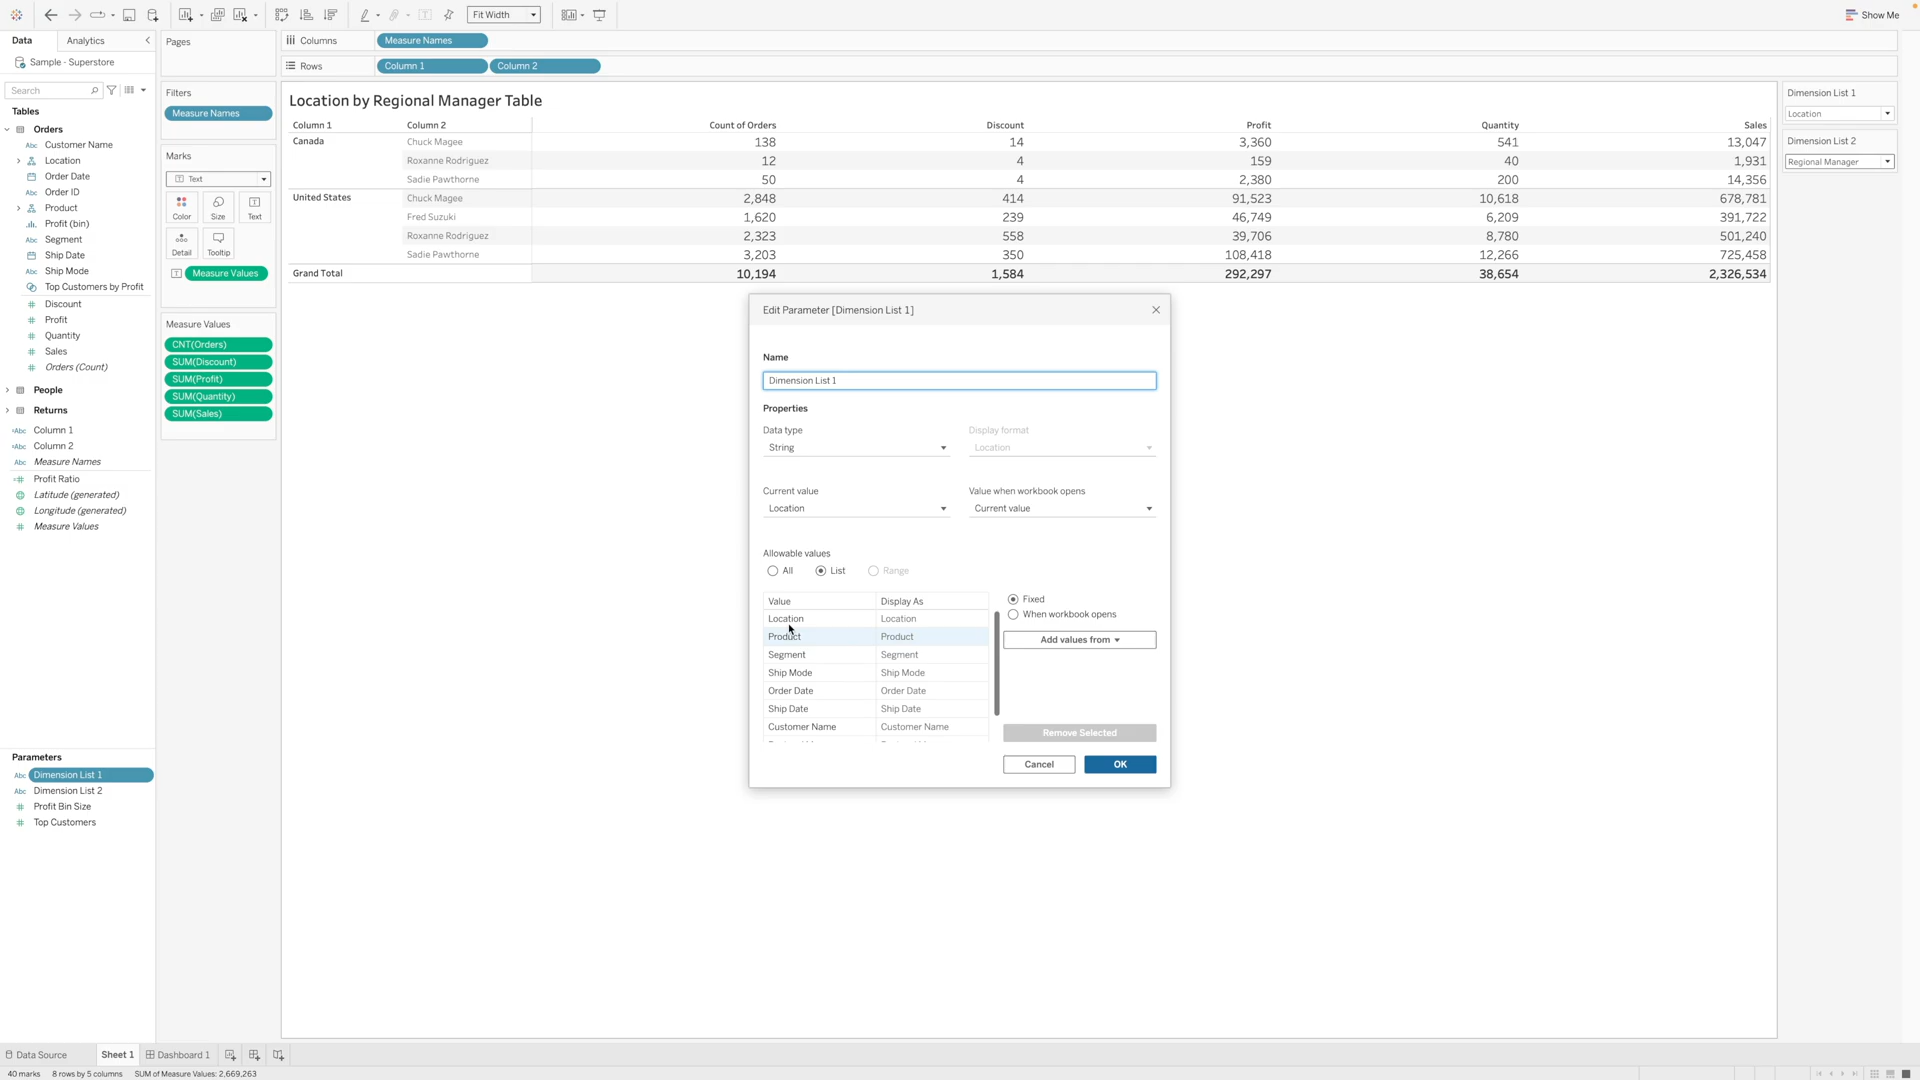 Fit Width
Show Me
Data
Analytics
Pages
Columns
Measure Names
Sample - Superstore
Rows
Column 1
Column 2
Search
Filters
Measure Names
Tables
Orders
Abc Customer Name
Location
Order Date
Abc Order ID
Product
Profit (bin)
Abc Segment
Ship Date
Abc Ship Mode
Top Customers by Profit
# Discount
# Profit
# Quantity
# Sales
# Orders (Count)
People
Returns
=Abc Column 1
=Abc Column 2
Abc Measure Names
=# Profit Ratio
Latitude (generated)
Longitude (generated)
# Measure Values
Parameters
Abc Dimension List 1
Abc Dimension List 2
# Profit Bin Size
# Top Customers
Marks
T Text
Color
Size
Text
Detail
Tooltip
Measure Values
Measure Values
CNT(Orders)
SUM(Discount)
SUM(Profit)
SUM(Quantity)
SUM(Sales)
Location by Regional Manager Table
Column 1 Column 2 Count of Orders Discount Profit Quantity Sales
Canada Chuck Magee 138 14 3,360 541 13,047
Roxanne Rodriguez 12 4 159 40 1,931
Sadie Pawthorne 50 4 2,380 200 14,356
United States Chuck Magee 2,848 414 91,523 10,618 678,781
Fred Suzuki 1,620 239 46,749 6,209 391,722
Roxanne Rodriguez 2,323 558 39,706 8,780 501,240
Sadie Pawthorne 3,203 350 108,418 12,266 725,458
Grand Total 10,194 1,584 292,297 38,654 2,326,534
Dimension List 1
Location
Dimension List 2
Regional Manager
Edit Parameter [Dimension List 1]
Name
Dimension List 1
Properties
Data type
Display format
String
Location
Current value
Value when workbook opens
Location
Current value
Allowable values
All
List
Range
Value Display As
Location Location
Product Product
Segment Segment
Ship Mode Ship Mode
Order Date Order Date
Ship Date Ship Date
Customer Name Customer Name
Fixed
When workbook opens
Add values from
Remove Selected
Cancel
OK
Data Source
Sheet 1
Dashboard 1
40 marks 8 rows by 5 columns SUM of Measure Values: 2,669,263